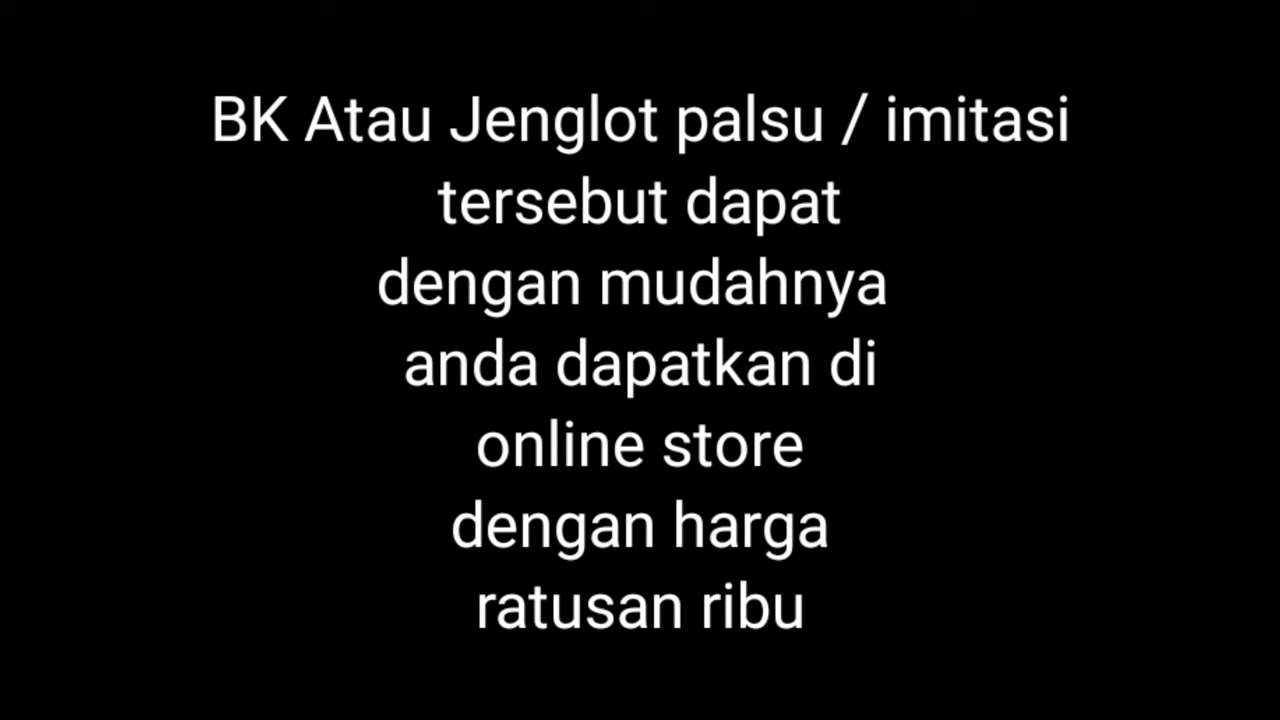 BK Atau Jenglot palsu / imitasi
tersebut dapat
dengan mudahnya
anda dapatkan di
online store
dengan harga
ratusan ribu